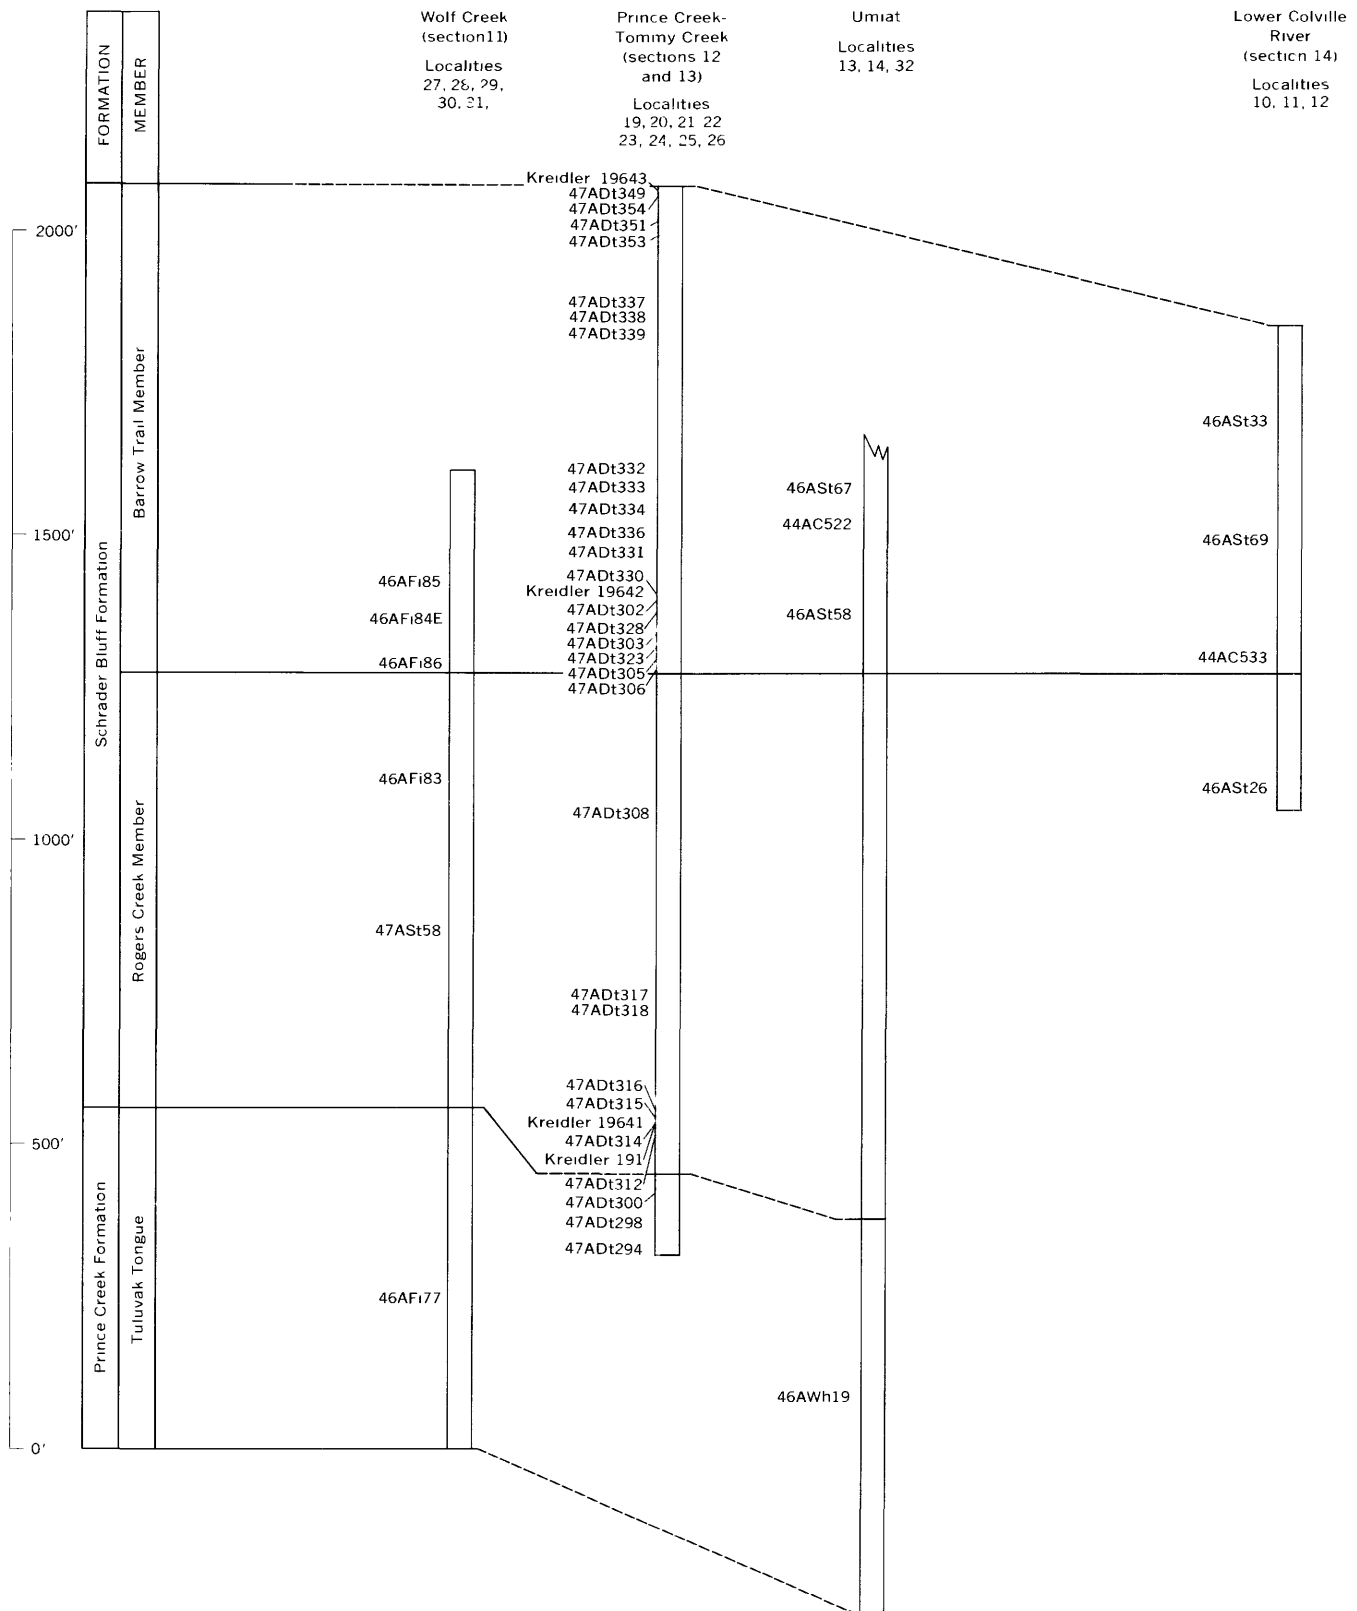 FORMATION
MEMBER
Wolf Creek
(section11)
Localities
27, 28, 29,
30, 31,
Prince Creek-
Tommy Creek
(sections 12
and 13)
Localities
19, 20, 21 22
23, 24, 25, 26
Umiat
Localities
13, 14, 32
Lower Colville
River
(section 14)
Localities
10, 11, 12
2000'
1500'
1000'
500'
0'
Schrader Bluff Formation
Prince Creek Formation
Barrow Trail Member
Rogers Creek Member
Tuluvak Tongue
46AFi85
46AFi84E
46AFi86
46AFi83
47ASt58
46AFi77
Kreidler 19643
47ADt349
47ADt354
47ADt351
47ADt353
47ADt337
47ADt338
47ADt339
47ADt332
47ADt333
47ADt334
47ADt336
47ADt331
47ADt330
Kreidler 19642
47ADt302
47ADt328
47ADt303
47ADt323
47ADt305
47ADt306
47ADt308
47ADt317
47ADt318
47ADt316
47ADt315
Kreidler 19641
47ADt314
Kreidler 191
47ADt312
47ADt300
47ADt298
47ADt294
46ASt67
44AC522
46ASt58
46AWh19
46ASt33
46ASt69
44AC533
46ASt26